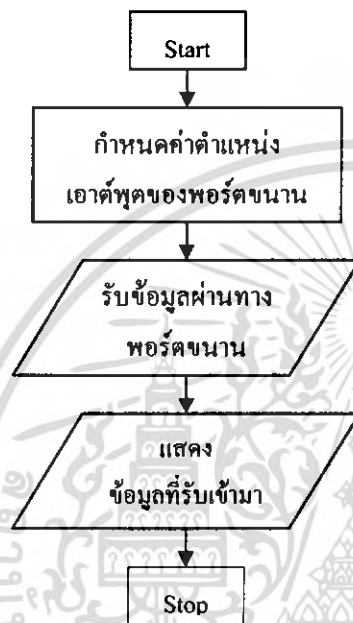 Start
กำหนดค่าตำแหน่ง
เอาต์พุตของพอร์ตขนาน
รับข้อมูลผ่านทาง
พอร์ตขนาน
แสดง
ข้อมูลที่รับเข้ามา
Stop